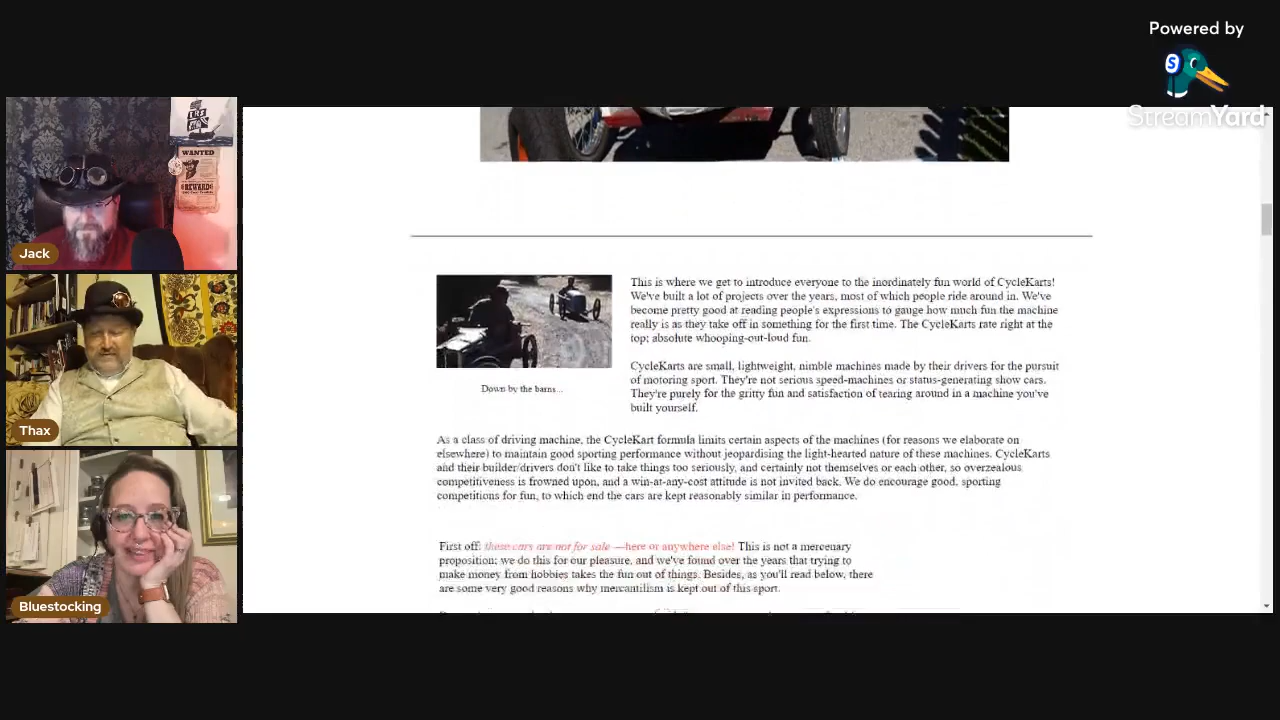 Powered by
StreamYard
WANTED
REWARD
Jack
Thax
Bluestocking
This is where we get to introduce everyone to the inordinately fun world of CycleKarts!
We've built a lot of projects over the years, most of which people ride around in. We've
become pretty good at reading people's expressions to gauge how much fun the machine
really is as they take off in something for the first time. The CycleKarts rate right at the
top; absolute whooping-out-loud fun.
Down by the barns...
CycleKarts are small, lightweight, nimble machines made by their drivers for the pursuit
of motoring sport. They're not serious speed-machines or status-generating show cars.
They're purely for the gritty fun and satisfaction of tearing around in a machine you've
built yourself.
As a class of driving machine, the CycleKart formula limits certain aspects of the machines (for reasons we elaborate on
elsewhere) to maintain good sporting performance without jeopardising the light-hearted nature of these machines. CycleKarts
and their builder/drivers don't like to take things too seriously, and certainly not themselves or each other, so overzealous
competitiveness is frowned upon, and a win-at-any-cost attitude is not invited back. We do encourage good, sporting
competitions for fun, to which end the cars are kept reasonably similar in performance.
First off: these cars are not for sale —here or anywhere else! This is not a mercenary
proposition; we do this for our pleasure, and we've found over the years that trying to
make money from hobbies takes the fun out of things. Besides, as you'll read below, there
are some very good reasons why mercantilism is kept out of this sport.